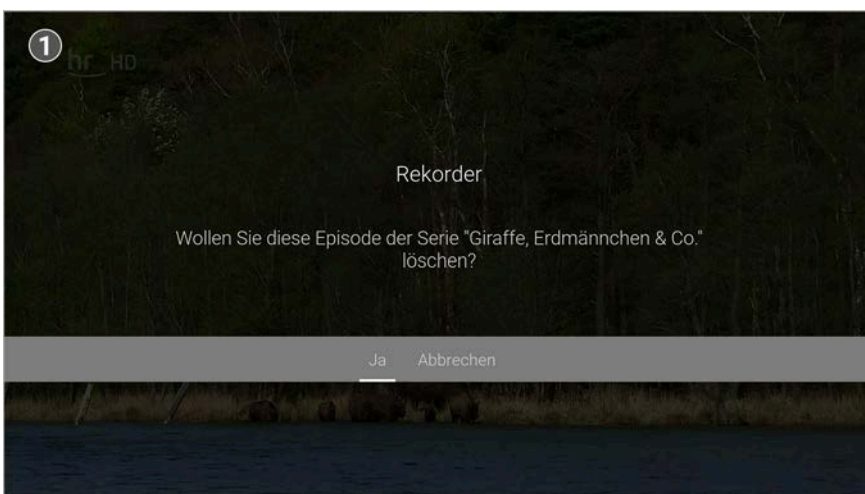 1
hr HD
Rekorder
Wollen Sie diese Episode der Serie "Giraffe, Erdmännchen & Co."
löschen?
Ja Abbrechen